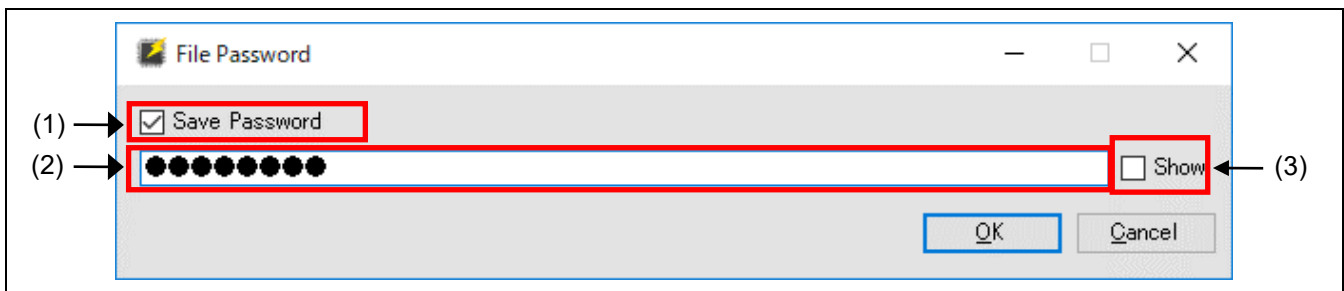 File Password
(1) Save Password
(2) ●●●●●●●● Show (3)
OK Cancel